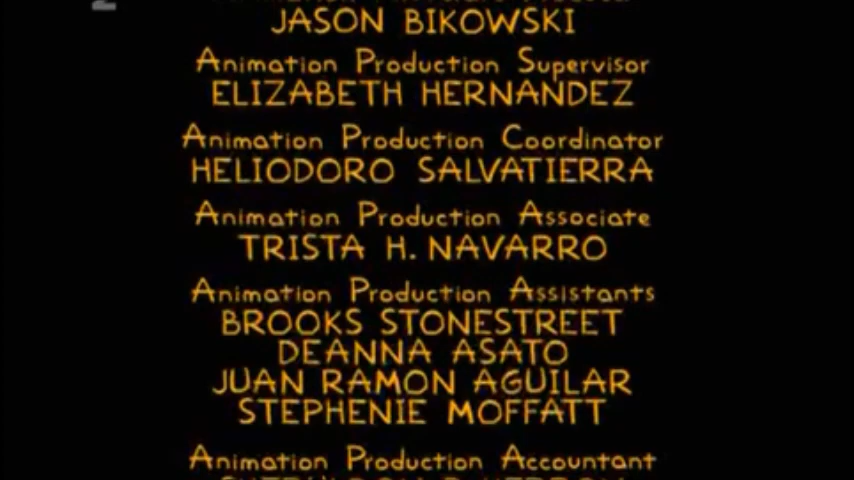 JASON BIKOWSKI
Animation Production Supervisor
ELIZABETH HERNANDEZ
Animation Production Coordinator
HELIODORO SALVATIERRA
Animation Production Associate
TRISTA H. NAVARRO
Animation Production Assistants
BROOKS STONESTREET
DEANNA ASATO
JUAN RAMON AGUILAR
STEPHENIE MOFFATT
Animation Production Accountant